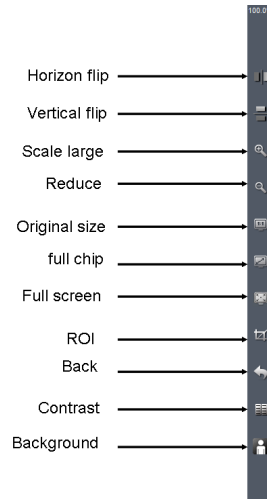 100.0
Horizon flip
Vertical flip
Scale large
Reduce
Original size
full chip
Full screen
ROI
Back
Contrast
Background